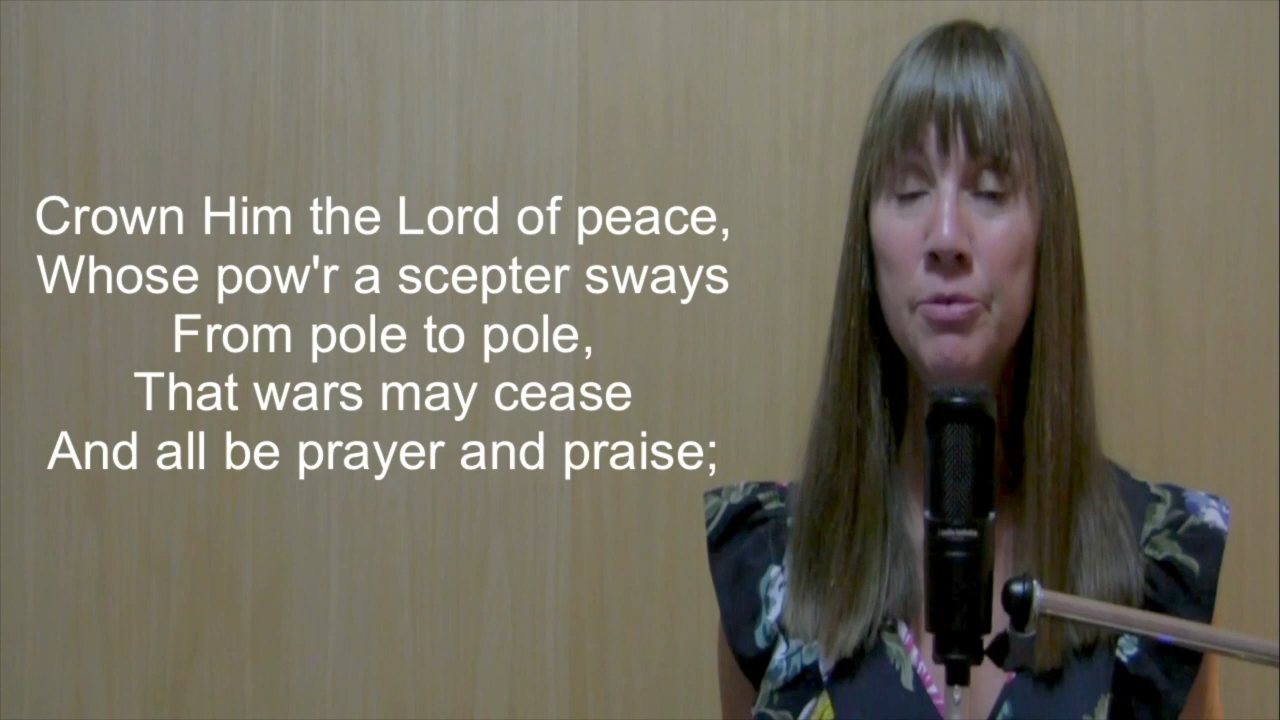 Crown Him the Lord of peace,
Whose pow'r a scepter sways
From pole to pole,
That wars may cease
And all be prayer and praise;